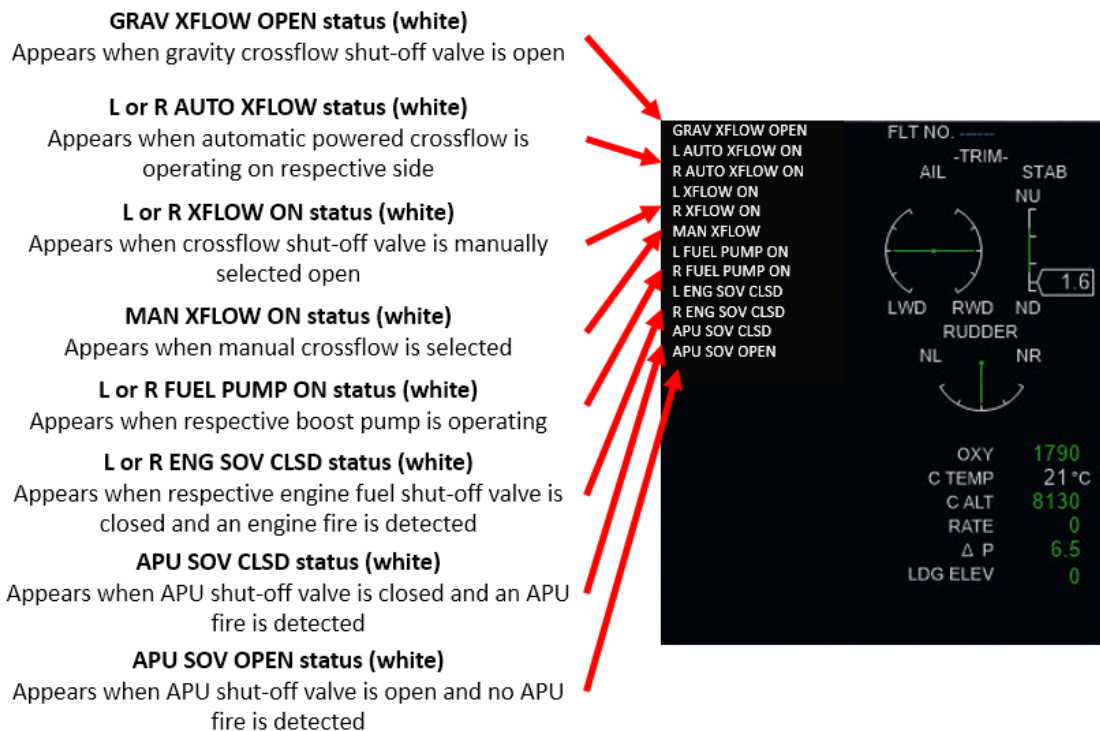 GRAV XFLOW OPEN status (white)
Appears when gravity crossflow shut-off valve is open
L or R AUTO XFLOW status (white)
Appears when automatic powered crossflow is
operating on respective side
L or R XFLOW ON status (white)
Appears when crossflow shut-off valve is manually
selected open
MAN XFLOW ON status (white)
Appears when manual crossflow is selected
L or R FUEL PUMP ON status (white)
Appears when respective boost pump is operating
L or R ENG SOV CLSD status (white)
Appears when respective engine fuel shut-off valve is
closed and an engine fire is detected
APU SOV CLSD status (white)
Appears when APU shut-off valve is closed and an APU
fire is detected
APU SOV OPEN status (white)
Appears when APU shut-off valve is open and no APU
fire is detected
GRAV XFLOW OPEN
L AUTO XFLOW ON
R AUTO XFLOW ON
L XFLOW ON
R XFLOW ON
MAN XFLOW
L FUEL PUMP ON
R FUEL PUMP ON
L ENG SOV CLSD
R ENG SOV CLSD
APU SOV CLSD
APU SOV OPEN
FLT NO. ------
-TRIM-
AIL STAB
NU
1.6
LWD RWD ND
RUDDER
NL NR
OXY 1790
C TEMP 21 °C
C ALT 8130
RATE 0
Δ P 6.5
LDG ELEV 0